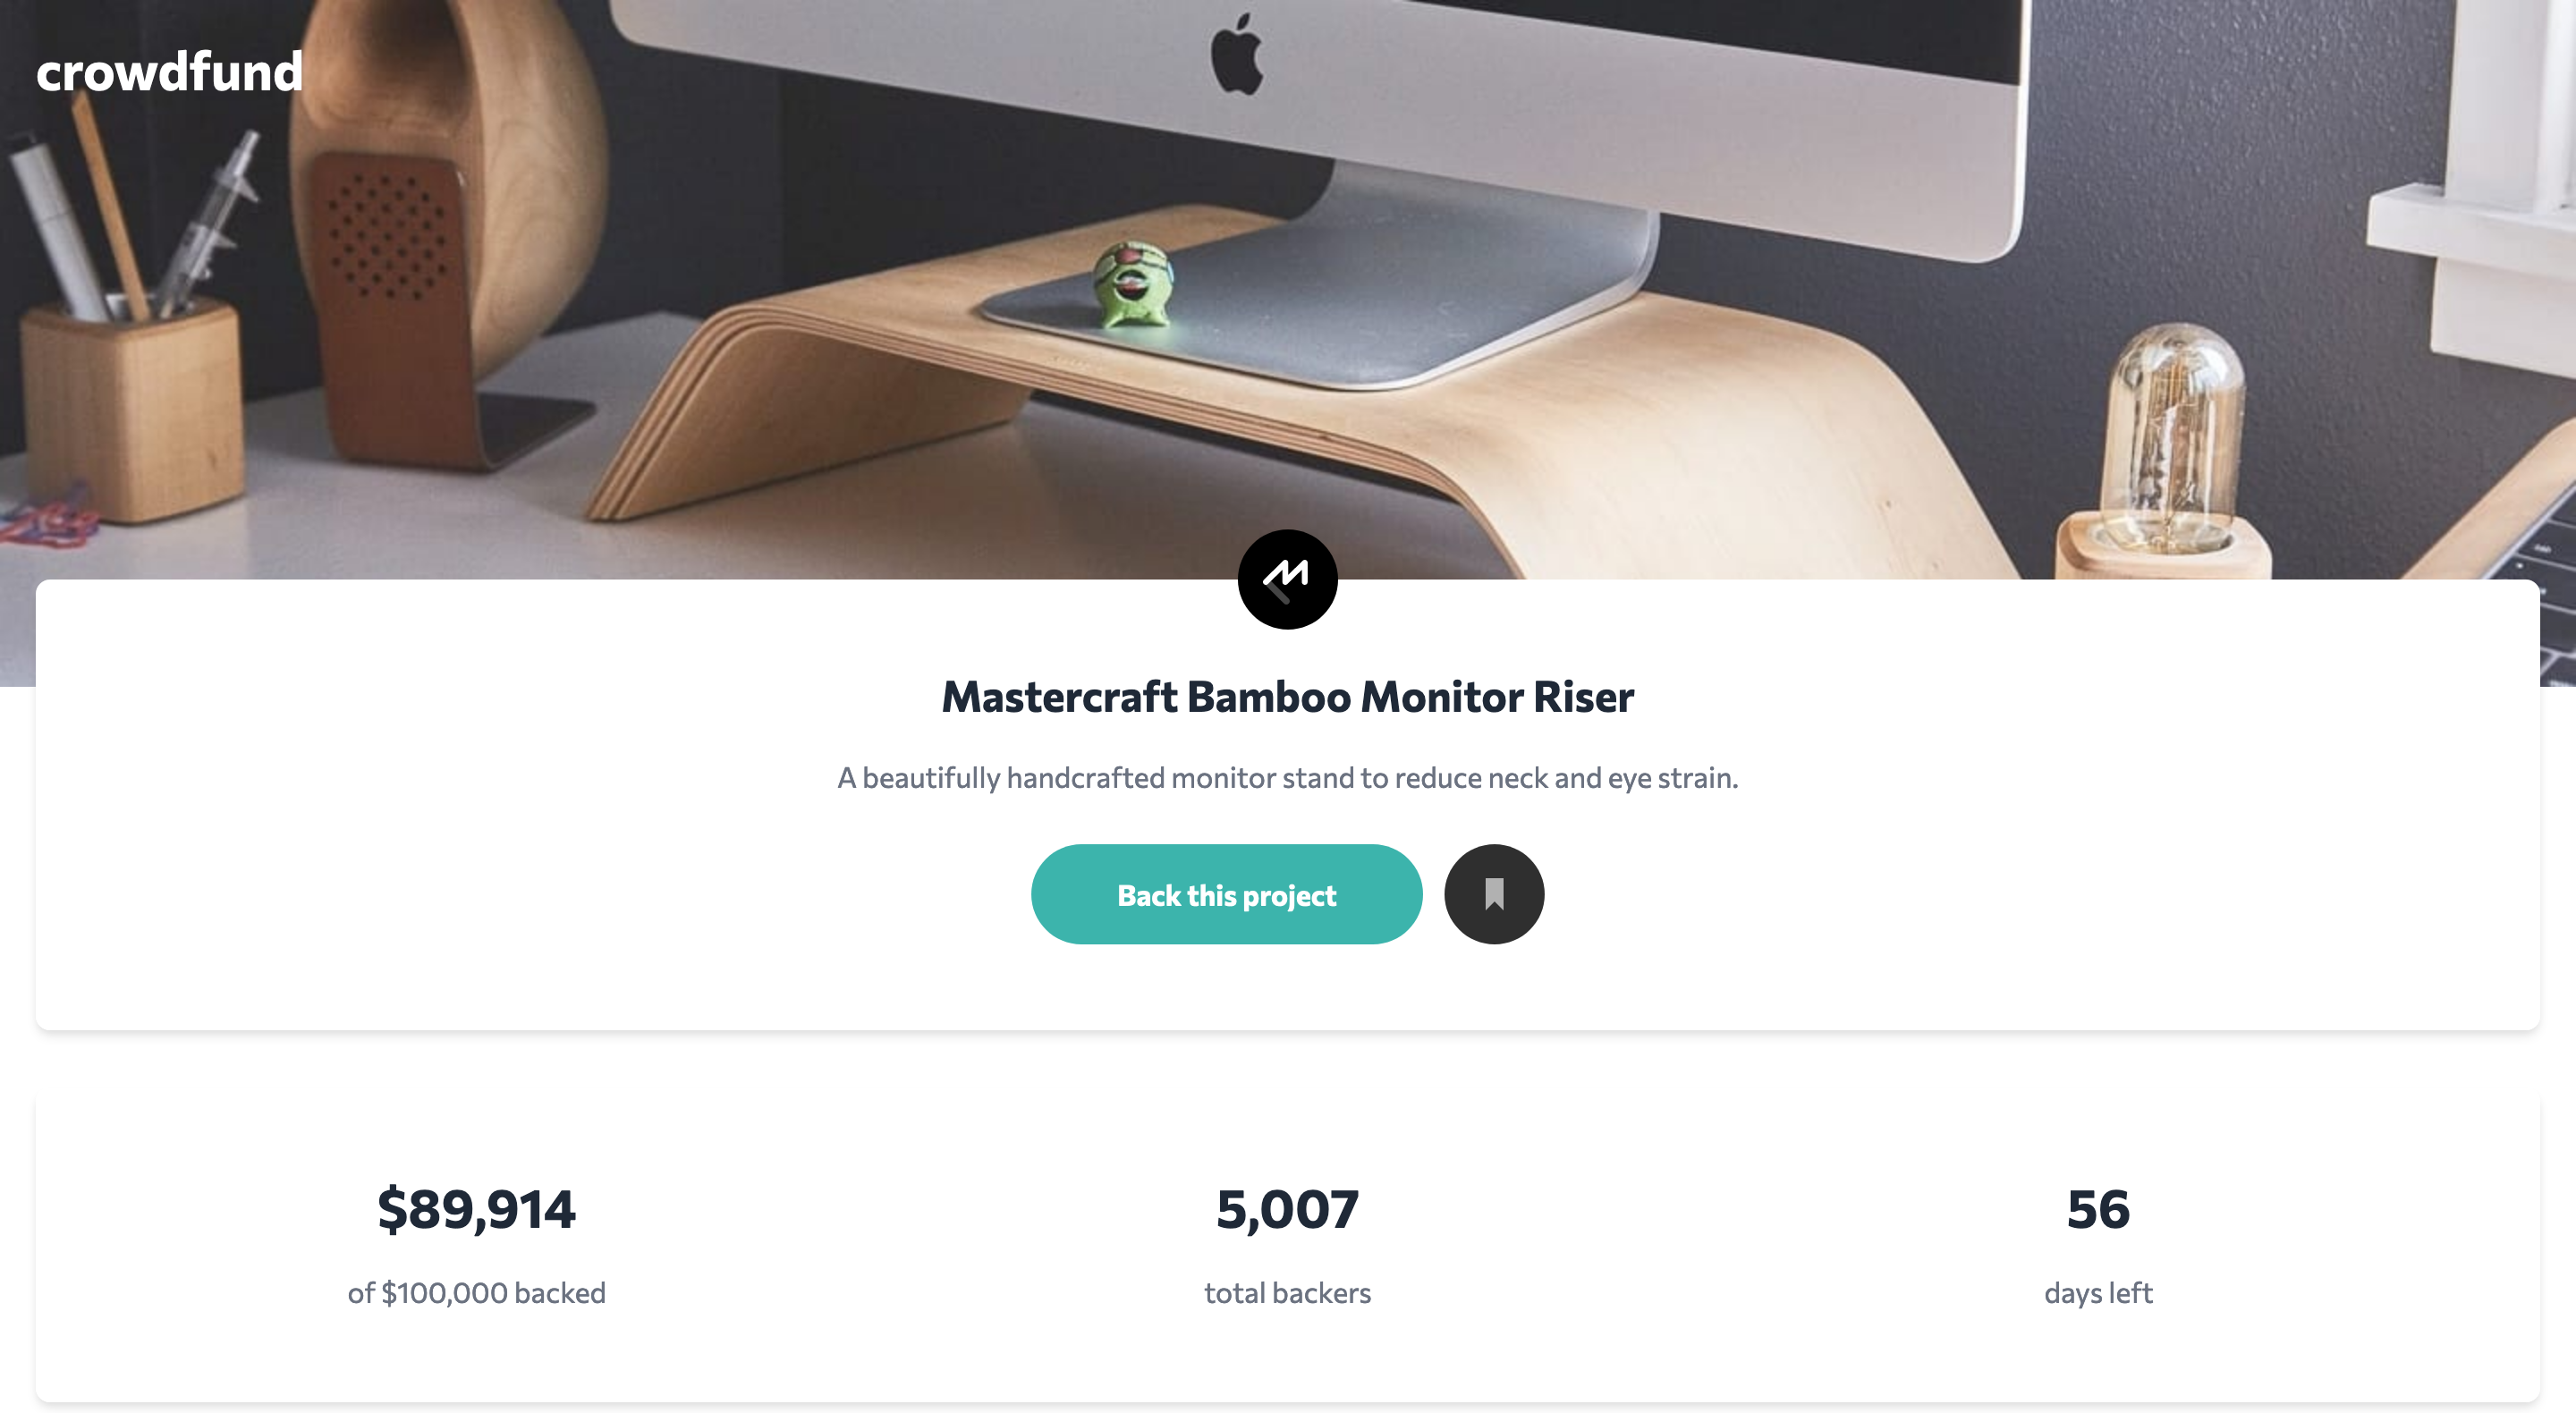 crowdfund
Mastercraft Bamboo Monitor Riser
A beautifully handcrafted monitor stand to reduce neck and eye strain.
Back this project
$89,914
of $100,000 backed
5,007
total backers
56
days left